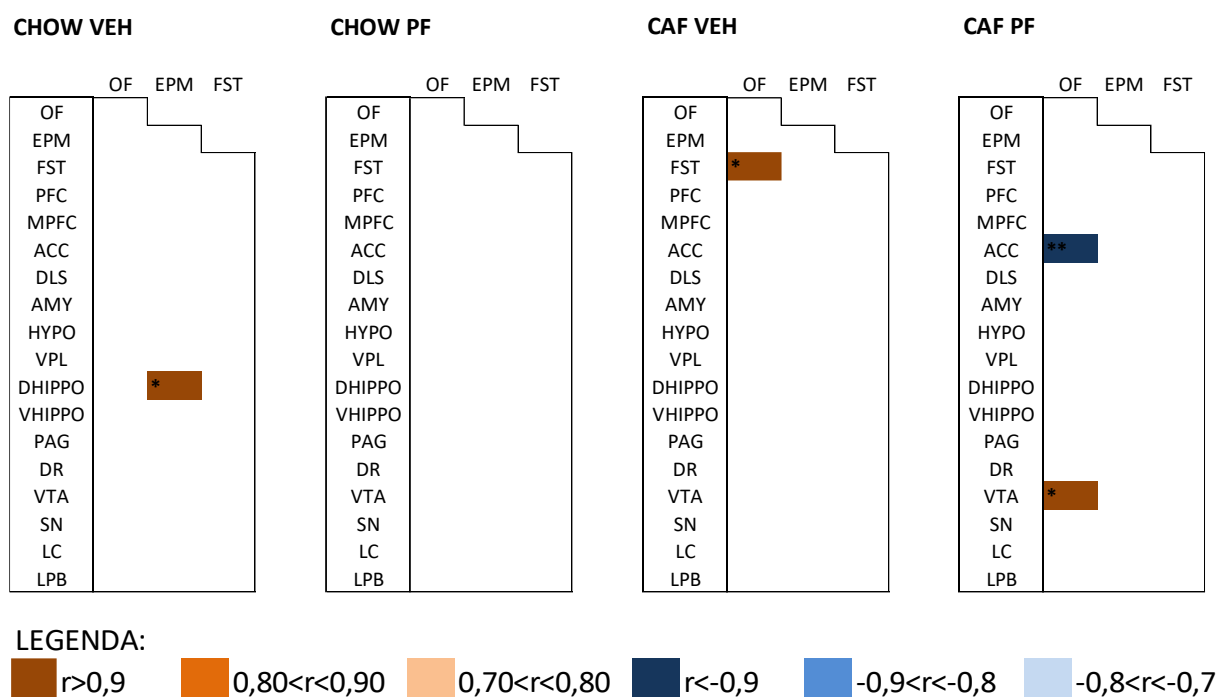 CHOW VEH CHOW PF CAF VEH CAF PF
OF EPM FST OF EPM FST OF EPM FST OF EPM FST
OF OF OF OF
EPM EPM EPM EPM
FST FST FST * FST
PFC PFC PFC PFC
MPFC MPFC MPFC MPFC
ACC ACC ACC ACC **
DLS DLS DLS DLS
AMY AMY AMY AMY
HYPO HYPO HYPO HYPO
VPL VPL VPL VPL
DHIPPO * DHIPPO DHIPPO DHIPPO
VHIPPO VHIPPO VHIPPO VHIPPO
PAG PAG PAG PAG
DR DR DR DR
VTA VTA VTA VTA *
SN SN SN SN
LC LC LC LC
LPB LPB LPB LPB
LEGENDA:
r>0,9 0,80<r<0,90 0,70<r<0,80 r<-0,9 -0,9<r<-0,8 -0,8<r<-0,7